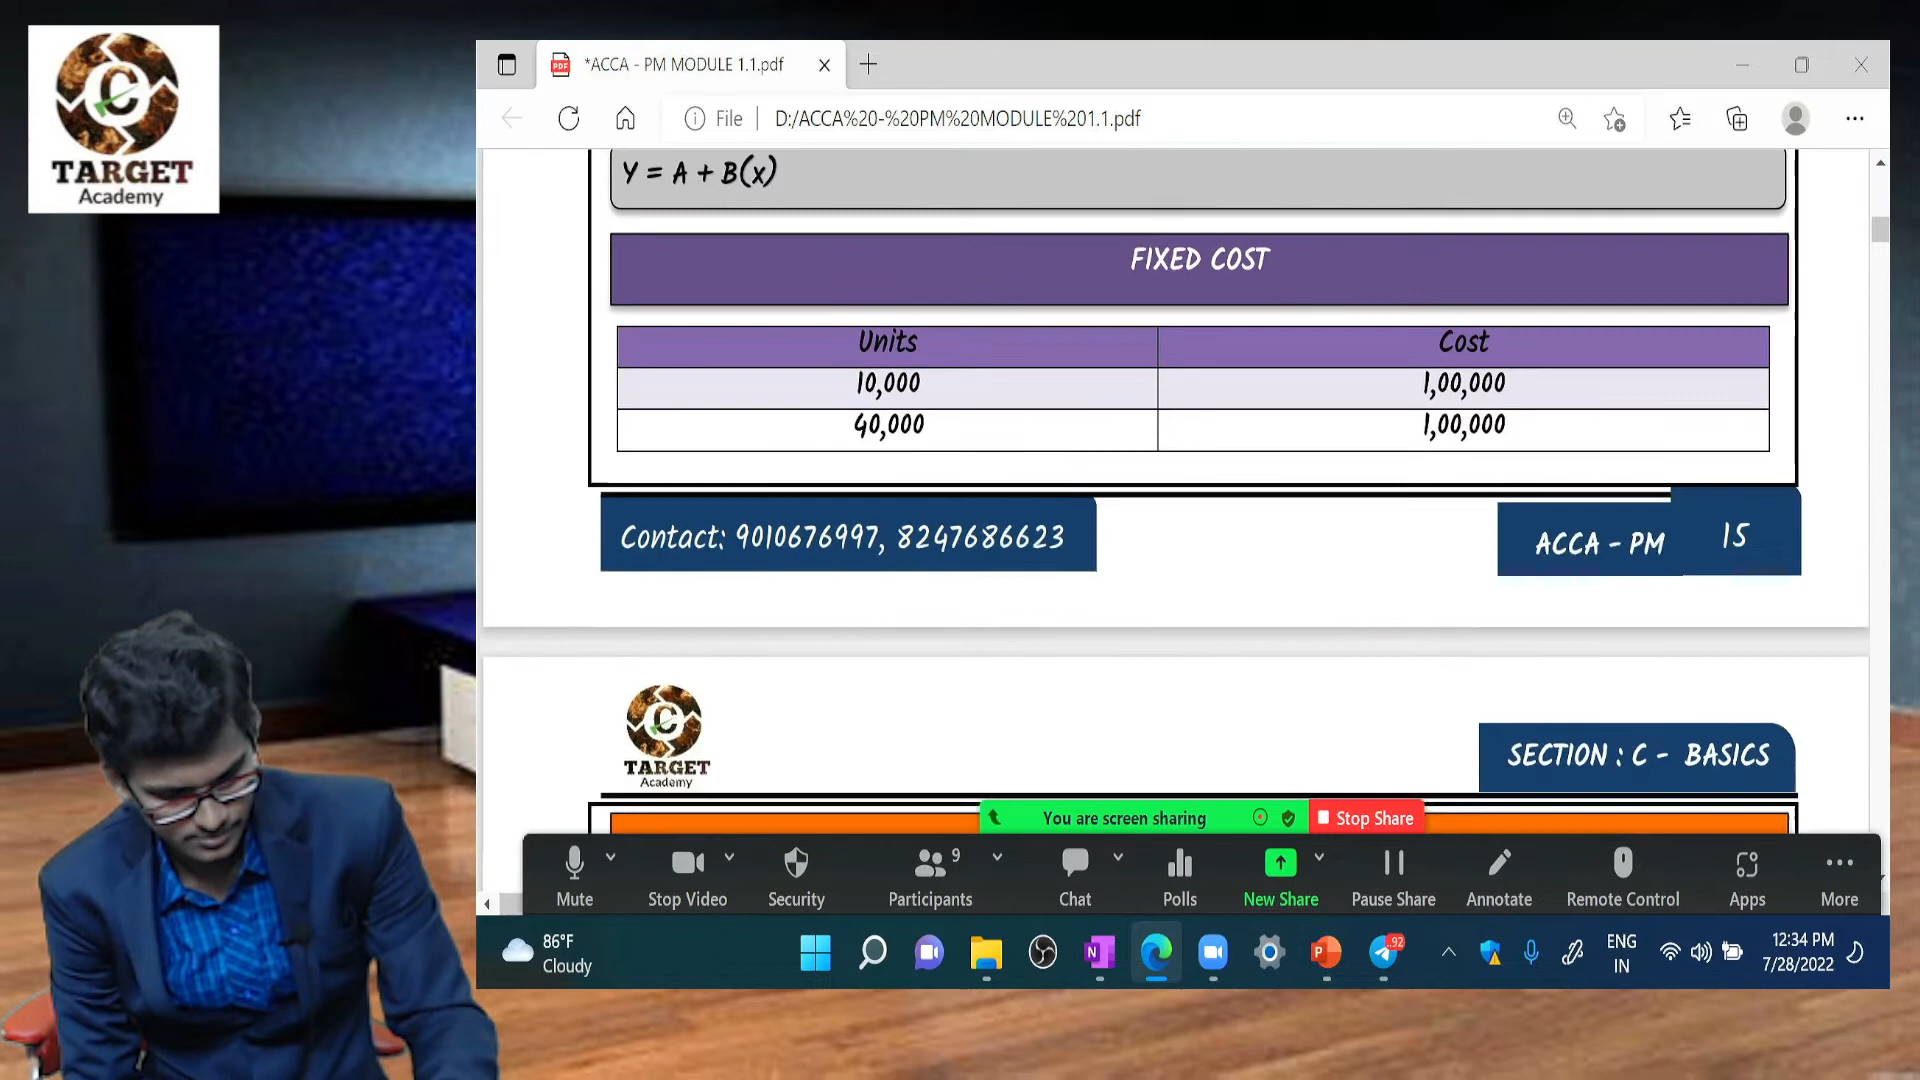 TARGET
Academy
*ACCA - PM MODULE 1.1.pdf
File
D:/ACCA%20-%20PM%20MODULE%201.1.pdf
Y = A + B(x)
FIXED COST
Units Cost
10,000 1,00,000
40,000 1,00,000
Contact: 9010676997, 8247686623
ACCA - PM 15
TARGET
Academy
SECTION : C - BASICS
You are screen sharing
Stop Share
9
Mute Stop Video Security Participants Chat Polls New Share Pause Share Annotate Remote Control Apps More
86°F
Cloudy
92
ENG
IN
12:34 PM
7/28/2022